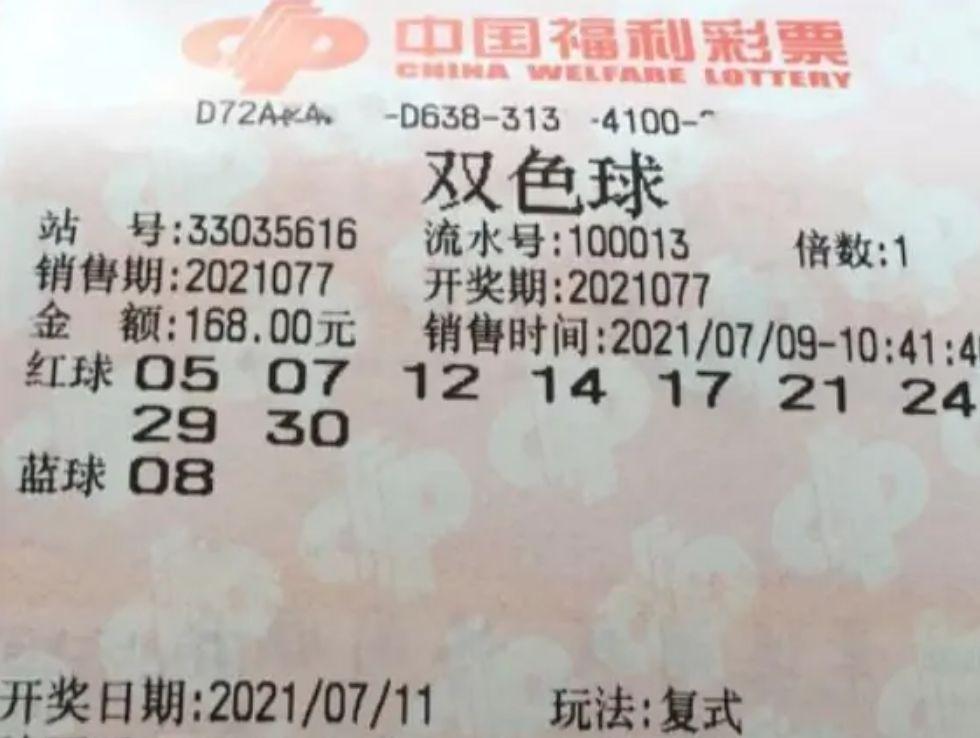 中国福利彩票
CHINA WELFARE LOTTERY
-D638-313 -4100-
双色球
站 号:33035616 流水号:100013 倍数:1
销售期:2021077 开奖期:2021077
金 额:168.00元 销售时间:2021/07/09-10:41:4
红球 05 07 12 14 17 21 24
29 30
蓝球 08
开奖日期:2021/07/11 玩法:复式